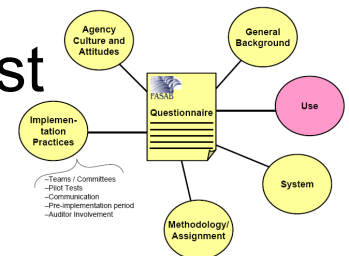 Agency
Culture and
Attitudes
General
Background
st
FASAB
Questionnaire
Use
Implemen-
tation
Practices
–Teams / Committees
–Pilot Tests
–Communication
–Pre-implementation period
–Auditor Involvement
System
Methodology/
Assignment